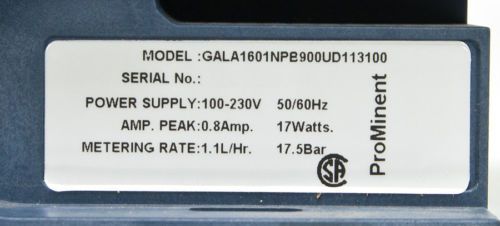 MODEL :GALA1601NPB900UD113100
SERIAL No.:
POWER SUPPLY:100-230V 50/60Hz
AMP. PEAK:0.8Amp. 17Watts.
METERING RATE:1.1L/Hr. 17.5Bar
SA
ProMinent